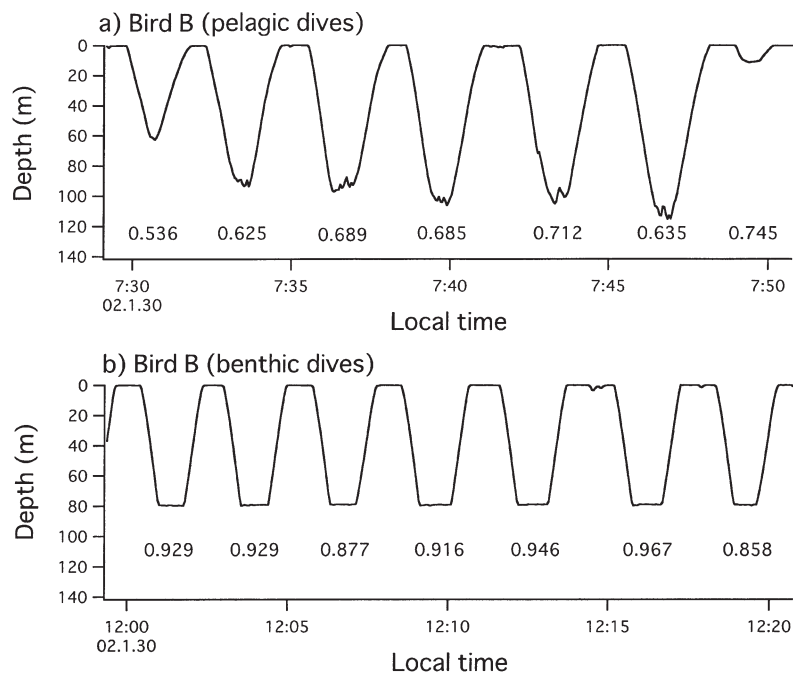 a) Bird B (pelagic dives)
0
20
40
60
80
100
120
140
Depth (m)
0.536 0.625 0.689 0.685 0.712 0.635 0.745
7:30 7:35 7:40 7:45 7:50
02.1.30
Local time
b) Bird B (benthic dives)
0
20
40
60
80
100
120
140
Depth (m)
0.929 0.929 0.877 0.916 0.946 0.967 0.858
12:00 12:05 12:10 12:15 12:20
02.1.30
Local time